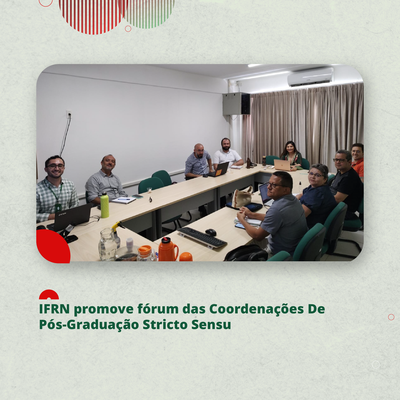 IFRN promove fórum das Coordenações De
Pós-Graduação Stricto Sensu